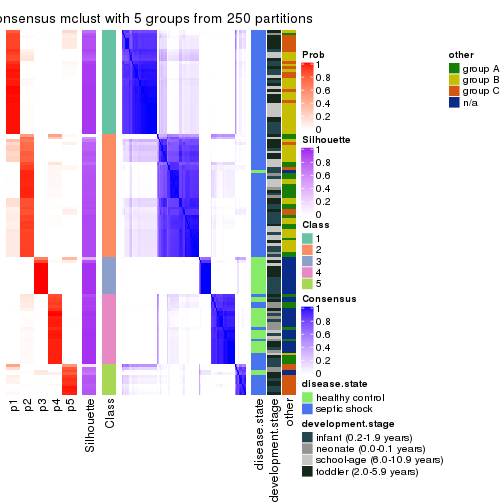 onsensus mclust with 5 groups from 250 partitions
p1
p2
p3
p4
p5
Silhouette
Class
disease.state
development.stage
other
Prob
1
0.8
0.6
0.4
0.2
0
Silhouette
1
0.8
0.6
0.4
0.2
0
Class
1
2
3
4
5
Consensus
1
0.8
0.6
0.4
0.2
0
disease.state
healthy control
septic shock
development.stage
infant (0.2-1.9 years)
neonate (0.0-0.1 years)
school-age (6.0-10.9 years)
toddler (2.0-5.9 years)
other
group A
group B
group C
n/a